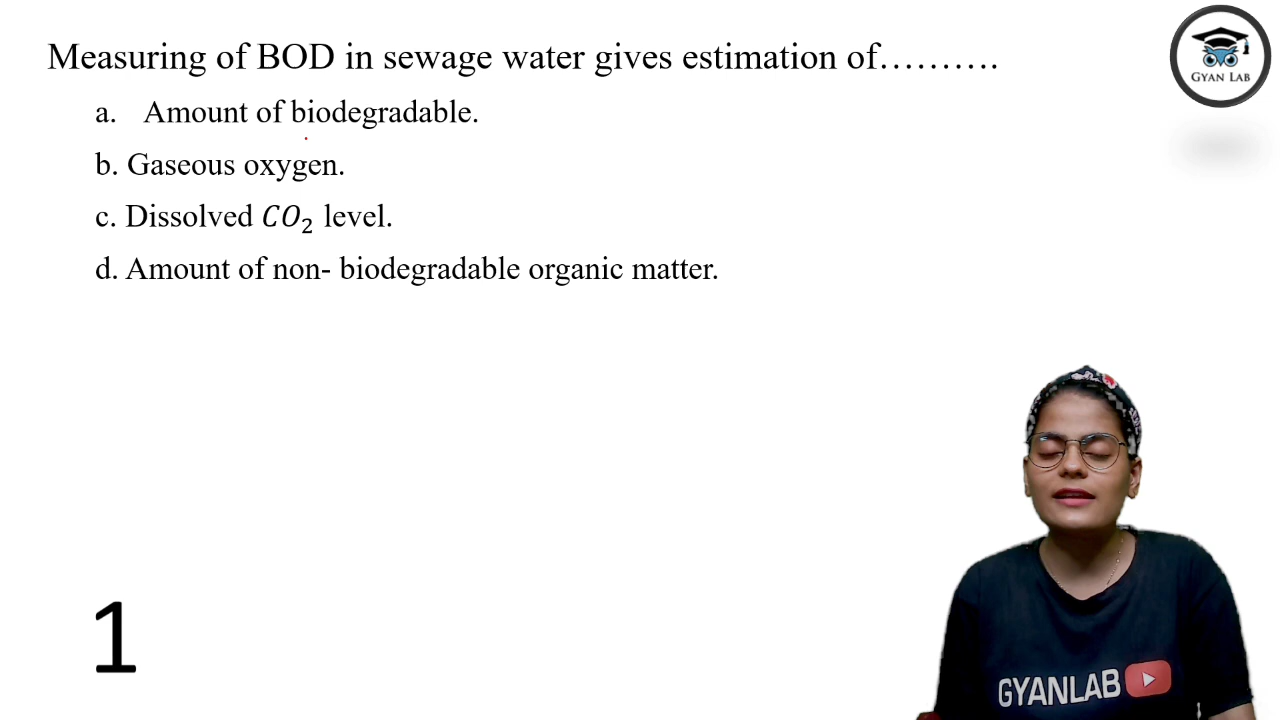 Measuring of BOD in sewage water gives estimation of……….
a. Amount of biodegradable.
b. Gaseous oxygen.
c. Dissolved 𝐶𝑂₂ level.
d. Amount of non- biodegradable organic matter.
GYAN LAB
1
GYANLAB